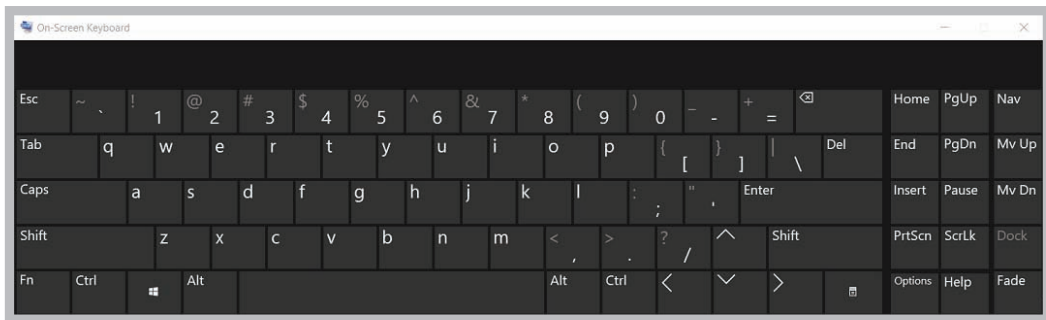 On-Screen Keyboard
Esc ~ ` ! 1 @ 2 # 3 $ 4 % 5 ^ 6 & 7 * 8 ( 9 ) 0 _ - + = Home PgUp Nav
Tab q w e r t y u i o p { [ } ] | \ Del End PgDn Mv Up
Caps a s d f g h j k l : ; " ' Enter Insert Pause Mv Dn
Shift z x c v b n m < , > . ? / Shift PrtScn ScrLk Dock
Fn Ctrl Alt Alt Ctrl Options Help Fade